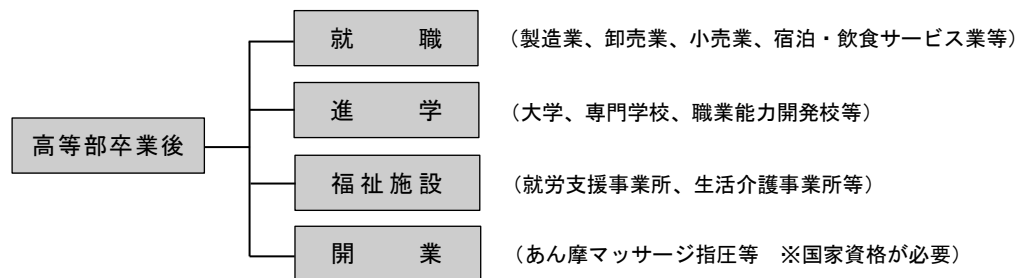 就職 （製造業、卸売業、小売業、宿泊・飲食サービス業等）
進学 （大学、専門学校、職業能力開発校等）
高等部卒業後
福祉施設 （就労支援事業所、生活介護事業所等）
開業 （あん摩マッサージ指圧等　※国家資格が必要）